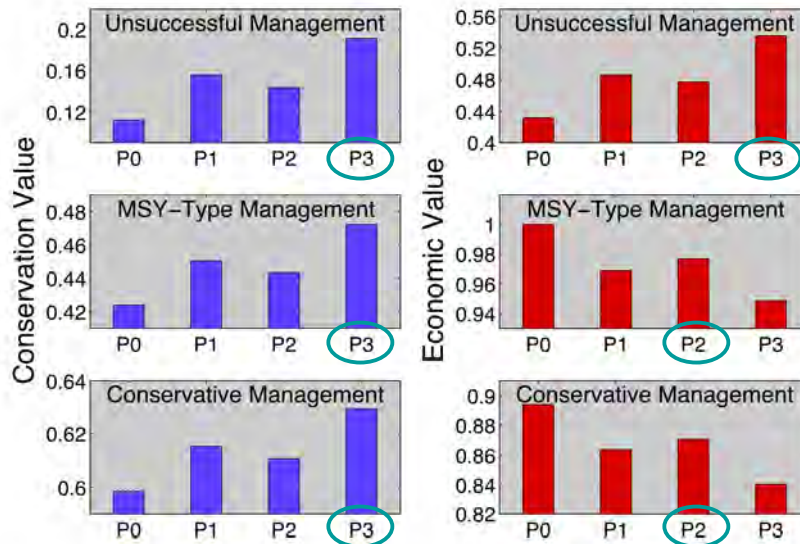 Conservation Value
Unsuccessful Management
0.2
0.16
0.12
P0 P1 P2 P3
MSY-Type Management
0.48
0.46
0.44
0.42
P0 P1 P2 P3
Conservative Management
0.64
0.62
0.6
P0 P1 P2 P3
Economic Value
Unsuccessful Management
0.56
0.52
0.48
0.44
0.4
P0 P1 P2 P3
MSY-Type Management
1
0.98
0.96
0.94
P0 P1 P2 P3
Conservative Management
0.9
0.88
0.86
0.84
0.82
P0 P1 P2 P3